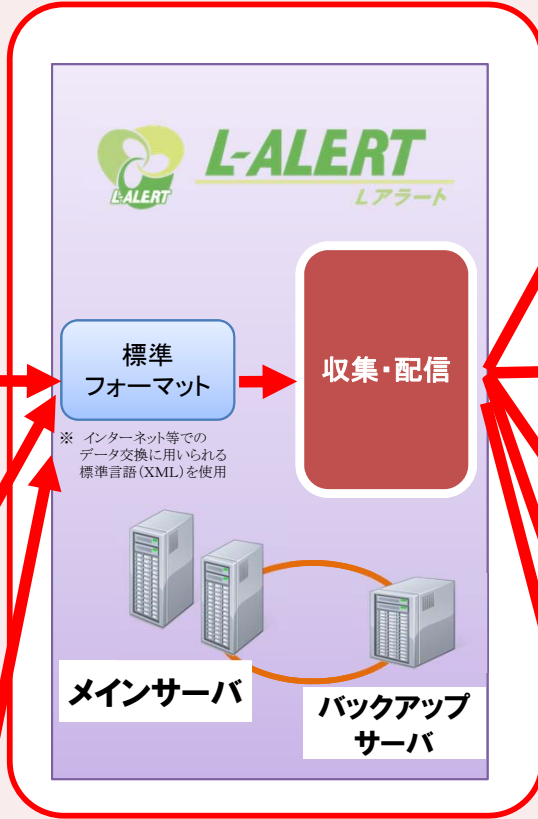 L-ALERT
L-ALERT
Lアラート
標準
フォーマット
収集・配信
※ インターネット等での
データ交換に用いられる
標準言語(XML)を使用
メインサーバ
バックアップ
サーバ